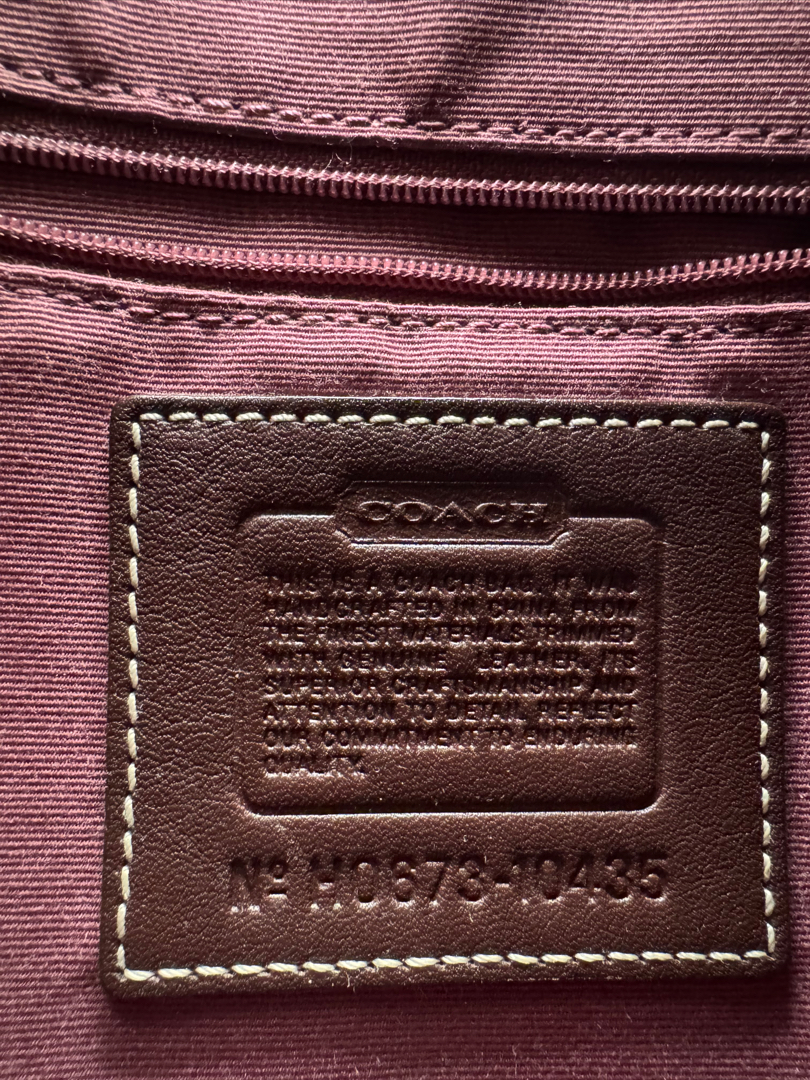 COACH
THIS IS A COACH BAG. IT WAS
HANDCRAFTED IN CHINA FROM
THE FINEST MATERIALS TRIMMED
WITH GENUINE LEATHER. ITS
SUPERIOR CRAFTSMANSHIP AND
ATTENTION TO DETAIL REFLECT
OUR COMMITMENT TO ENDURING
QUALITY.
Nº H0673-10435